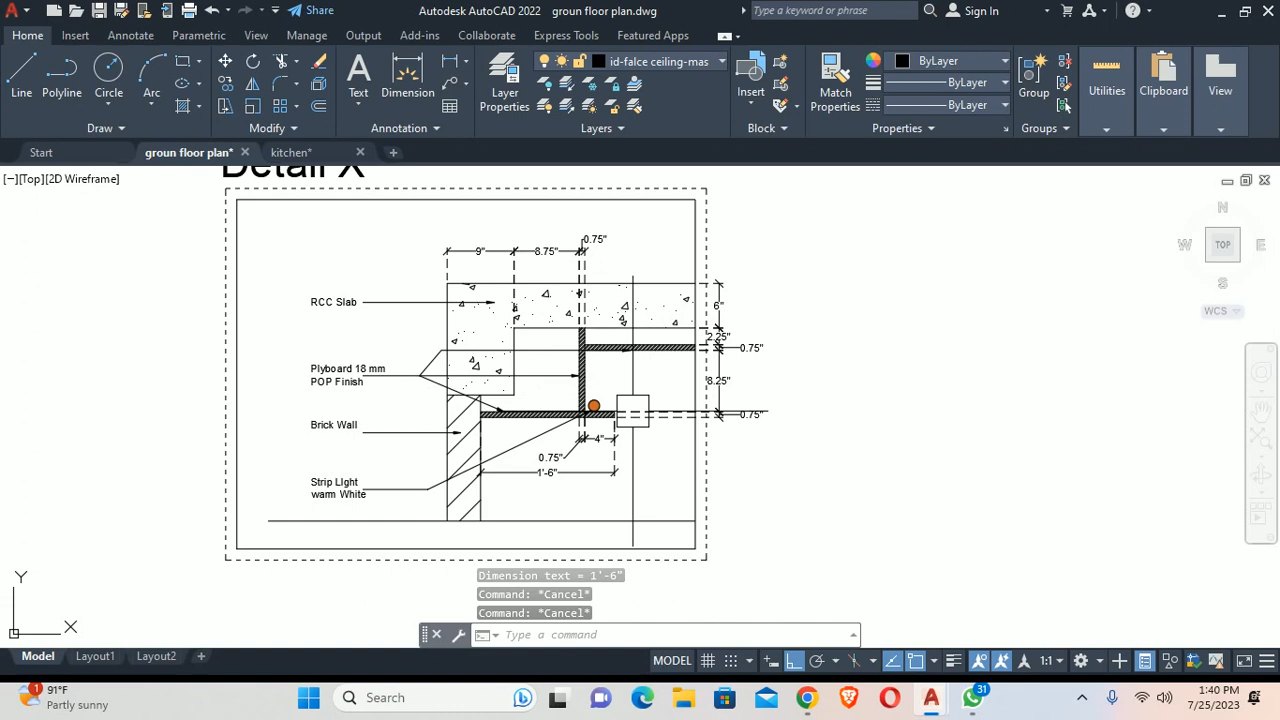 Share
Autodesk AutoCAD 2022 groun floor plan.dwg
Type a keyword or phrase
Sign In
Home Insert Annotate Parametric View Manage Output Add-ins Collaborate Express Tools Featured Apps
id-falce ceiling-mas
ByLayer
ByLayer
ByLayer
Line Polyline Circle Arc
Text Dimension
Layer Properties
Insert
Match Properties
Group
Utilities Clipboard View
Draw Modify Annotation Layers Block Properties Groups
Start groun floor plan* kitchen*
[−][Top][2D Wireframe]
Detail X
N
W TOP E
S
WCS
0.75"
9" 8.75"
RCC Slab
6"
2.25"
0.75"
Plyboard 18 mm
POP Finish
8.25"
0.75"
Brick Wall
4"
0.75"
1'-6"
Strip LIght
warm White
Dimension text = 1'-6"
Command: *Cancel*
Command: *Cancel*
Type a command
Y
X
Model Layout1 Layout2
MODEL 1:1
1
91°F
Partly sunny
Search
31
1:40 PM
7/25/2023